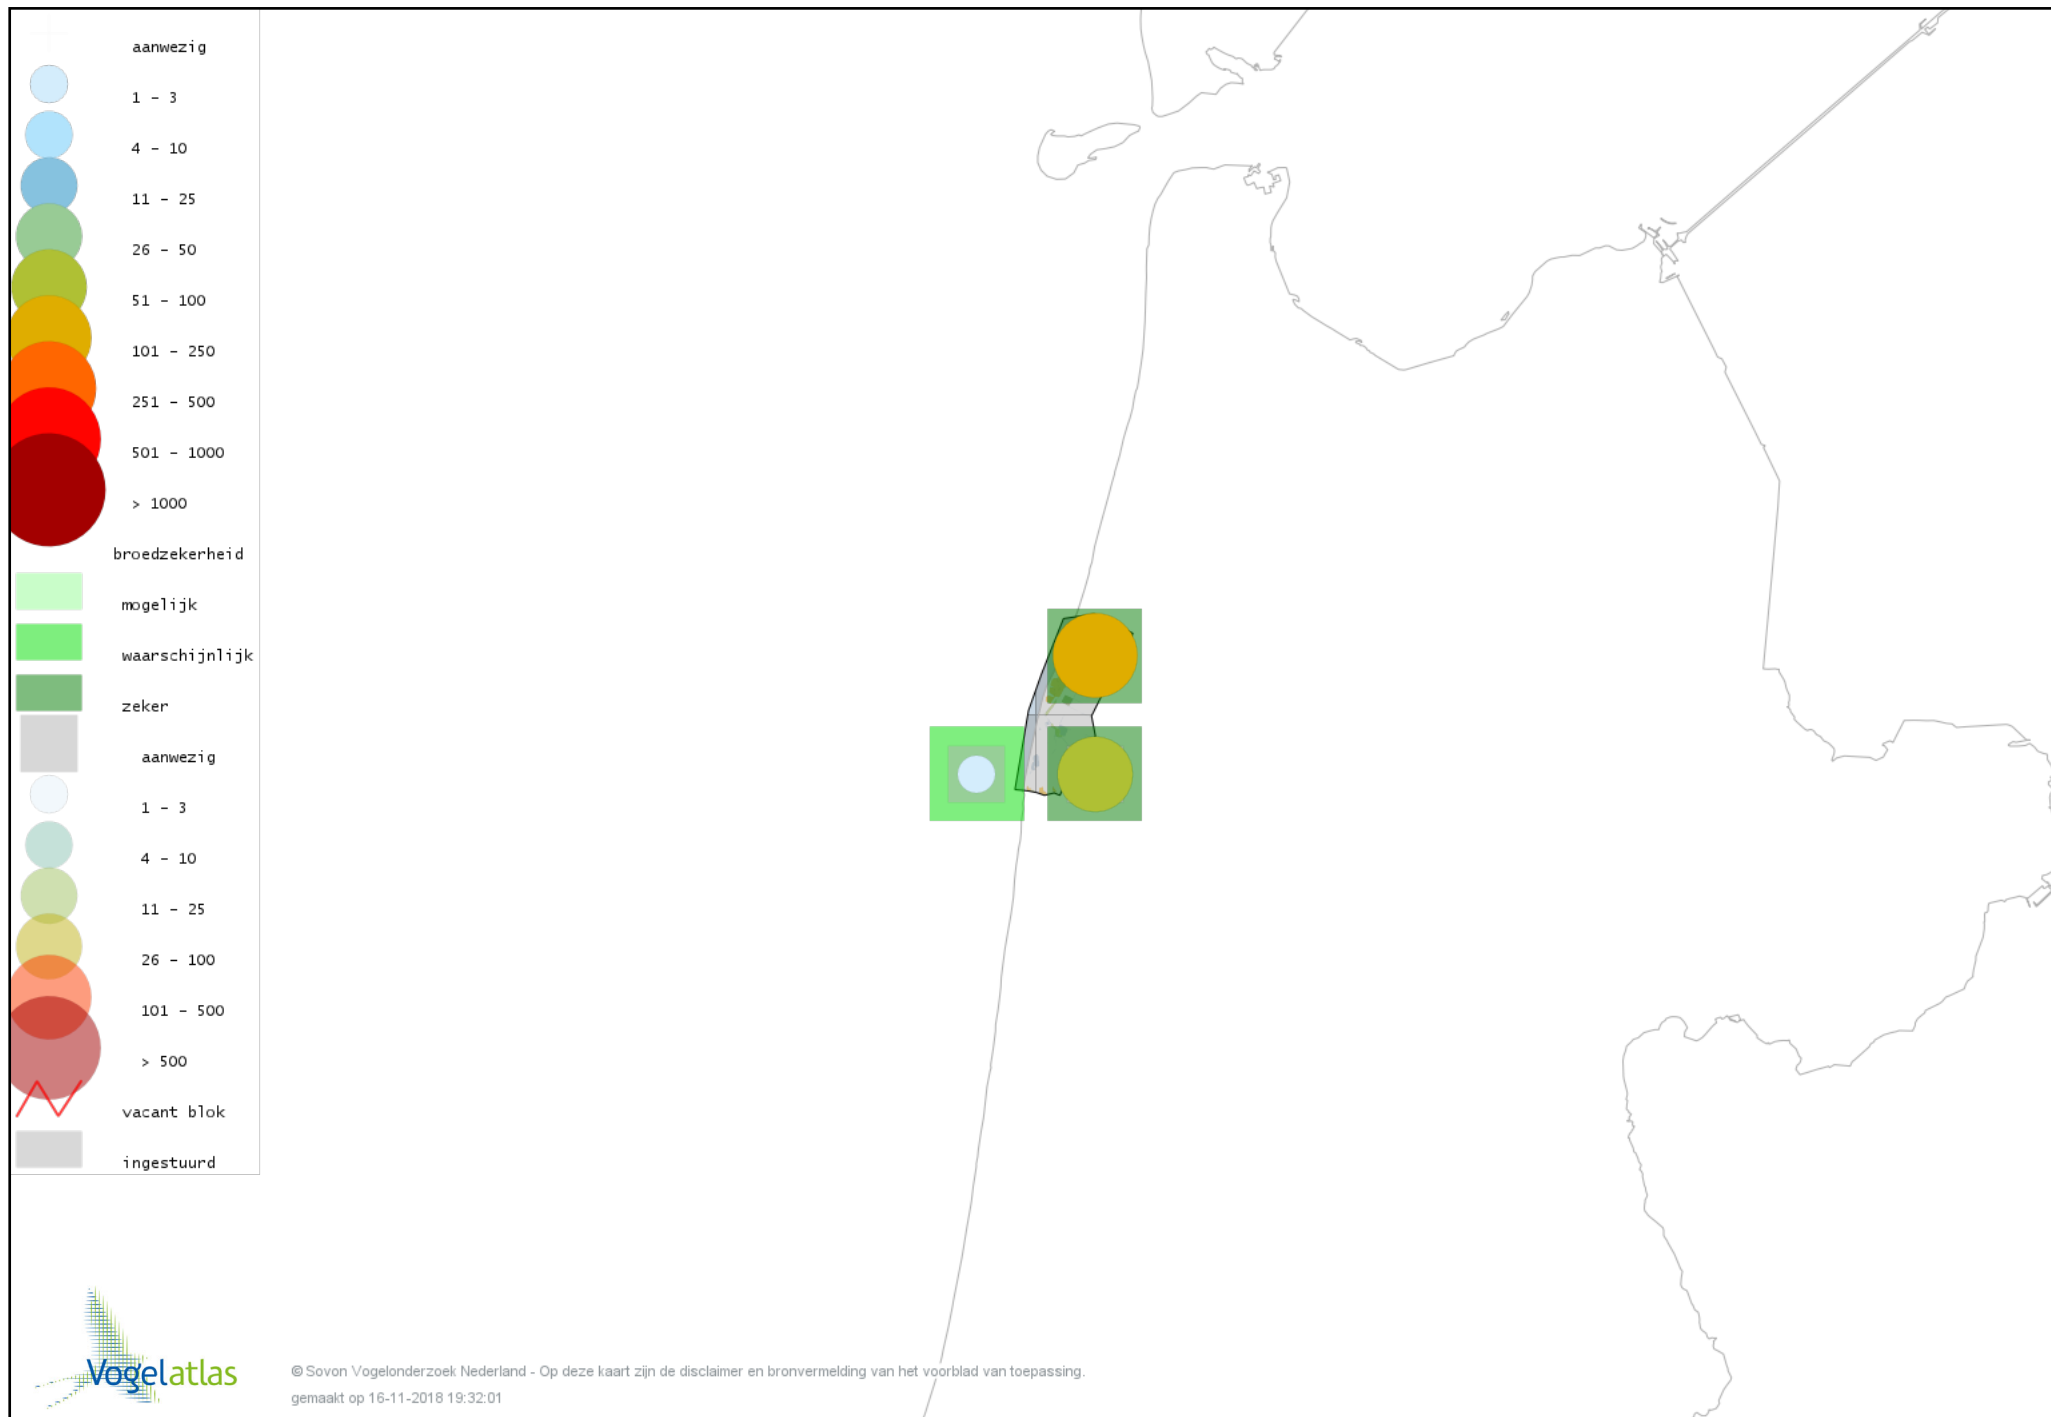 aanwezig
1 – 3
4 – 10
11 – 25
26 – 50
51 – 100
101 – 250
251 – 500
501 – 1000
> 1000
broedzekerheid
mogelijk
waarschijnlijk
zeker
aanwezig
1 – 3
4 – 10
11 – 25
26 – 100
101 – 500
> 500
vacant blok
ingestuurd
Vogelatlas
© Sovon Vogelonderzoek Nederland - Op deze kaart zijn de disclaimer en bronvermelding van het voorblad van toepassing.
gemaakt op 16-11-2018 19:32:01